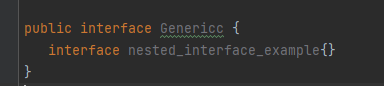 public interface Genericc {
interface nested_interface_example{}
}